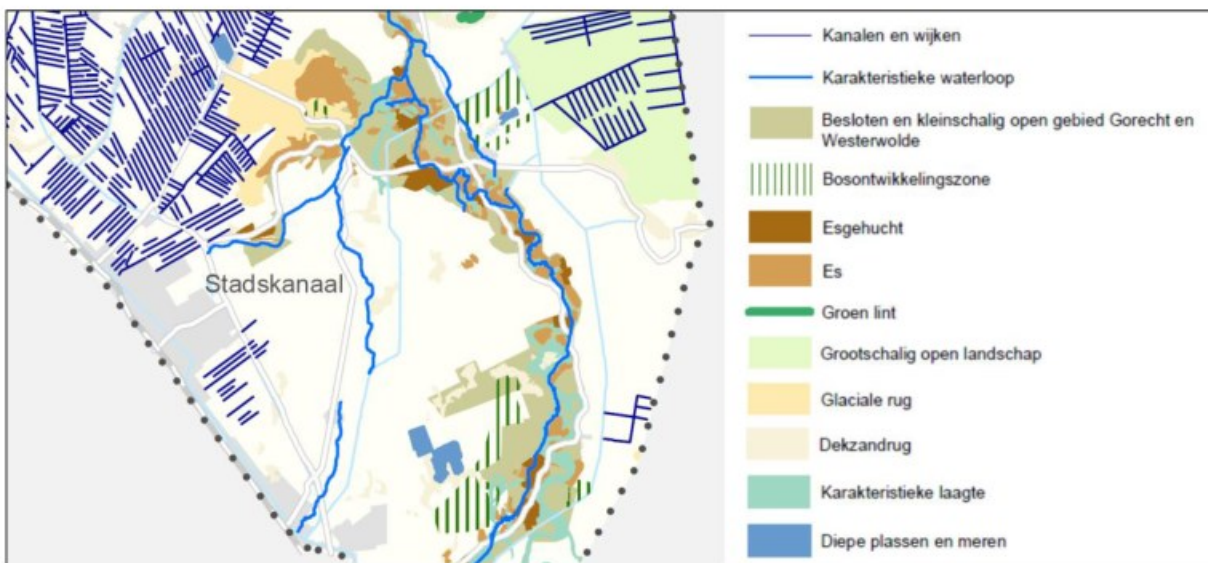 Stadskanaal
Kanalen en wijken
Karakteristieke waterloop
Besloten en kleinschalig open gebied Gorecht en
Westerwolde
Bosontwikkelingszone
Esgehucht
Es
Groen lint
Grootschalig open landschap
Glaciale rug
Dekzandrug
Karakteristieke laagte
Diepe plassen en meren